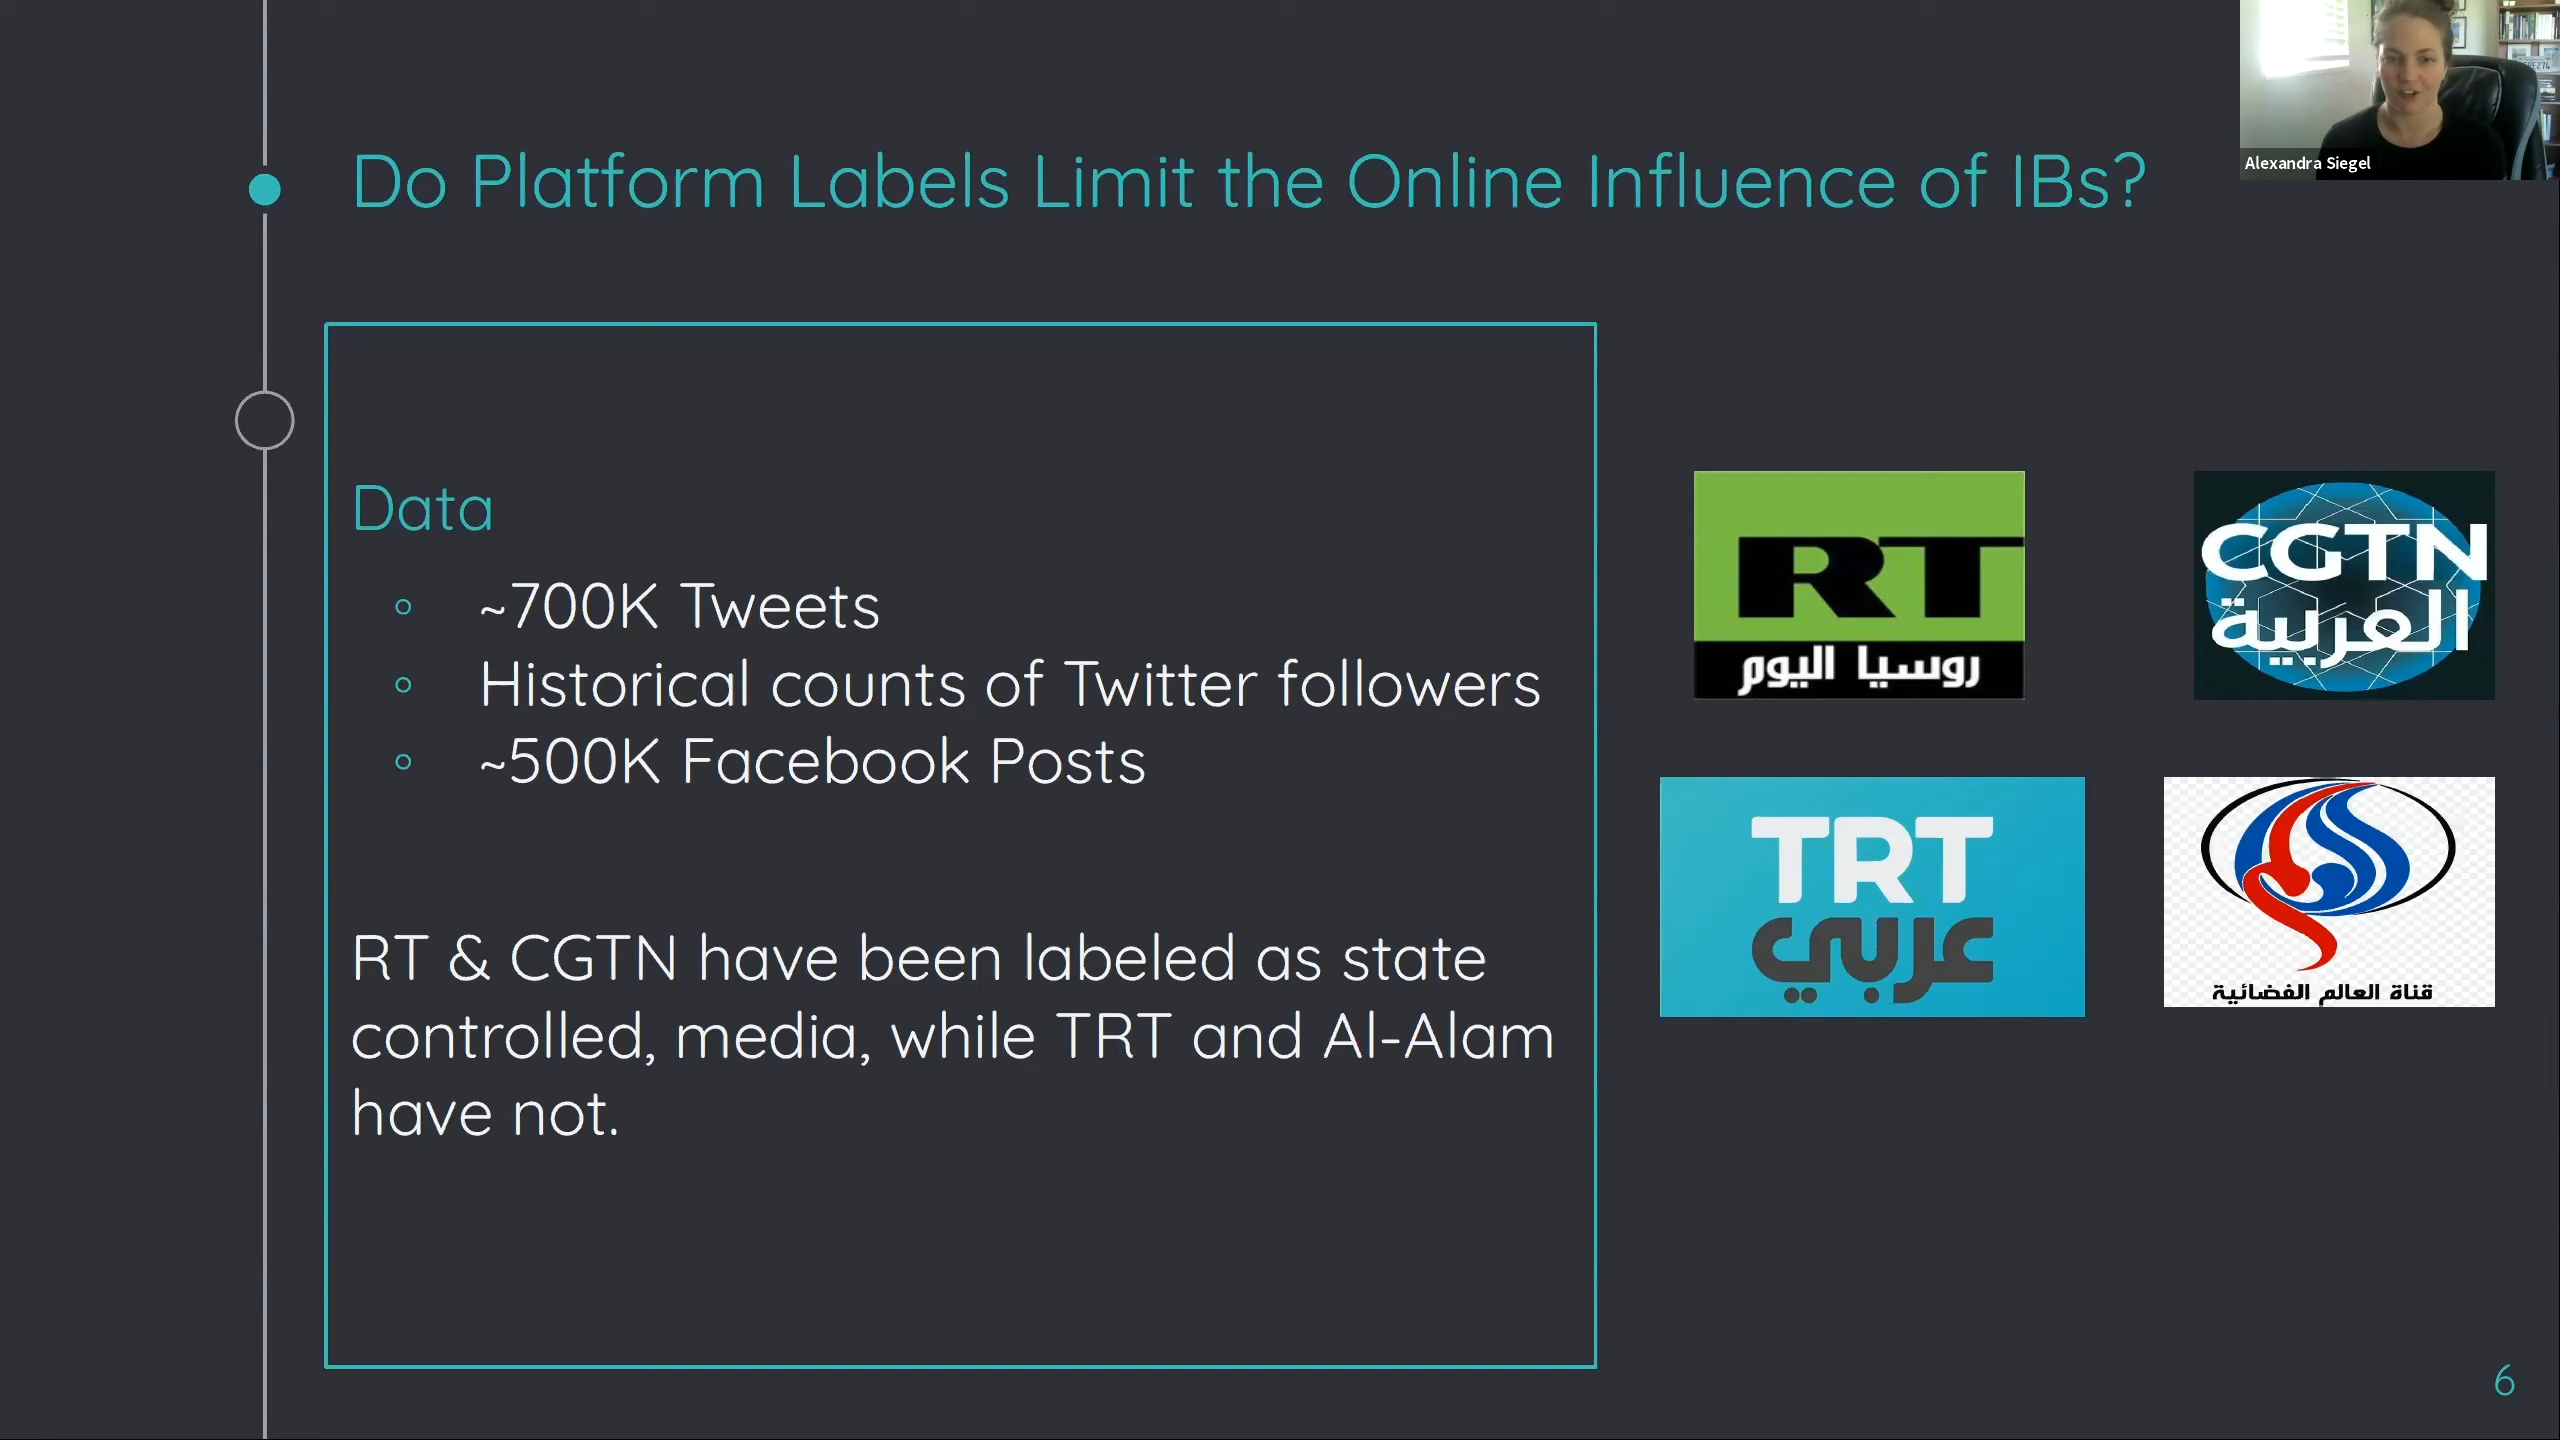 Do Platform Labels Limit the Online Influence of IBs?
Alexandra Siegel
Data
~700K Tweets
Historical counts of Twitter followers
~500K Facebook Posts
RT & CGTN have been labeled as state
controlled, media, while TRT and Al-Alam
have not.
RT
روسيا اليوم
CGTN
العربية
TRT
عربي
قناة العالم الفضائية
6